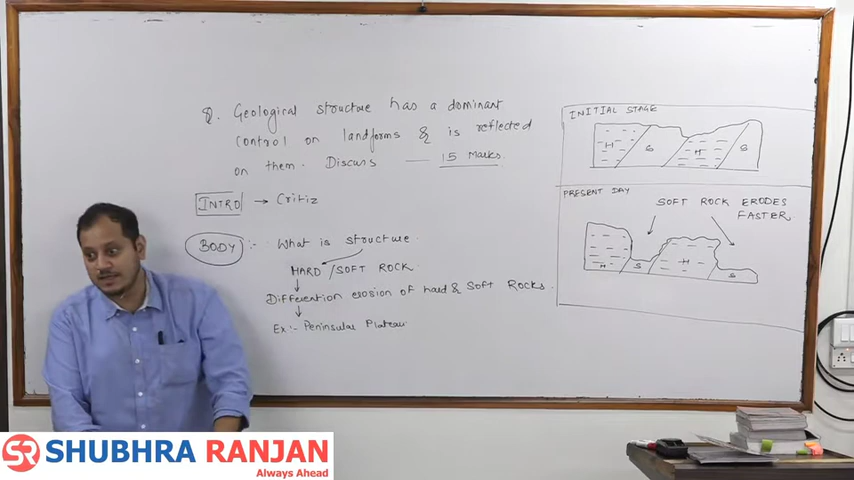 Q. Geological structure has a dominant
control on landforms & is reflected
on them. Discuss — 15 Marks.
INTRO → Critiz
BODY :- What is structure
HARD / SOFT ROCK
Differention erosion of hard & Soft Rocks.
Ex:- Peninsular Plateau
INITIAL STAGE
H S H S
PRESENT DAY
SOFT ROCK ERODES
FASTER
H S H S
SR SHUBHRA RANJAN
Always Ahead